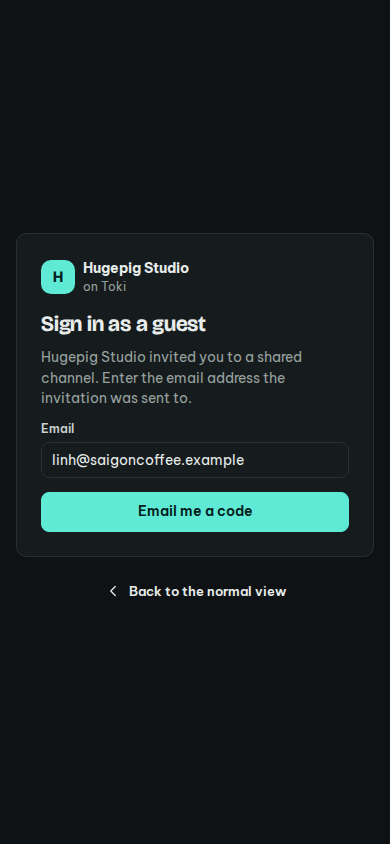 H
Hugepig Studio
on Toki
Sign in as a guest
Hugepig Studio invited you to a shared
channel. Enter the email address the
invitation was sent to.
Email
linh@saigoncoffee.example
Email me a code
Back to the normal view